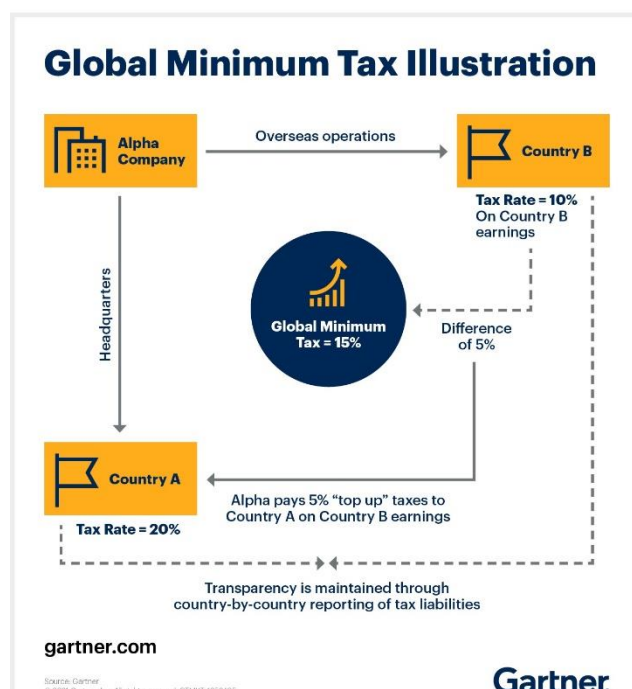 Global Minimum Tax Illustration
Alpha
Company
Overseas operations
Country B
Tax Rate = 10%
On Country B
earnings
Headquarters
Global Minimum
Tax = 15%
Difference
of 5%
Country A
Tax Rate = 20%
Alpha pays 5% “top up” taxes to
Country A on Country B earnings
Transparency is maintained through
country-by-country reporting of tax liabilities
gartner.com
Source: Gartner
Gartner